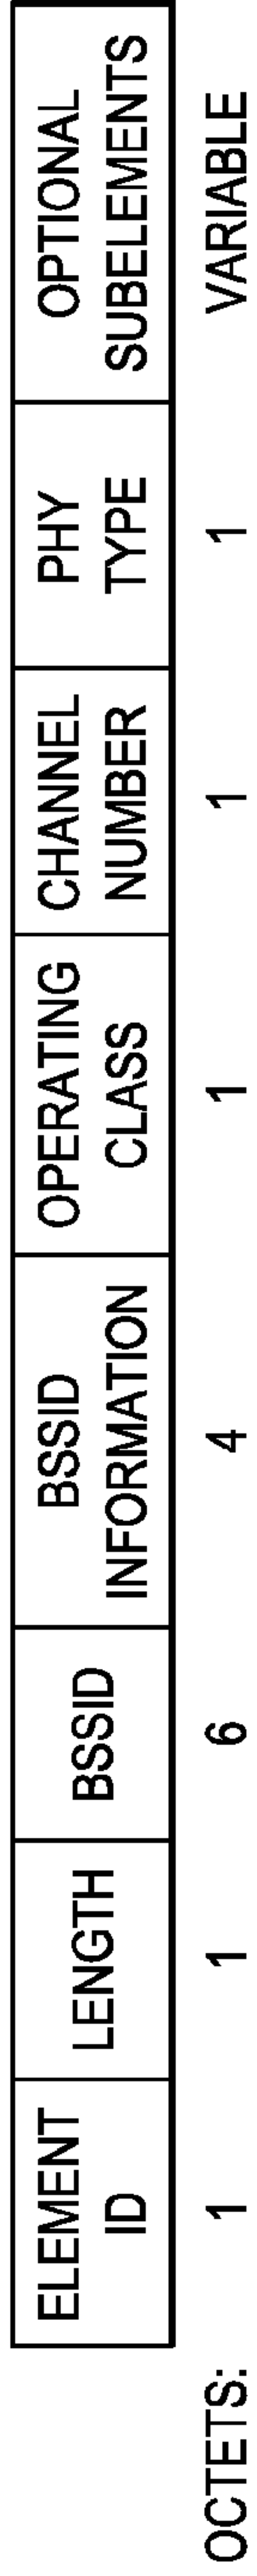 ELEMENT
ID
LENGTH
BSSID
BSSID
INFORMATION
OPERATING
CLASS
CHANNEL
NUMBER
PHY
TYPE
OPTIONAL
SUBELEMENTS
OCTETS: 1 1 6 4 1 1 1 VARIABLE